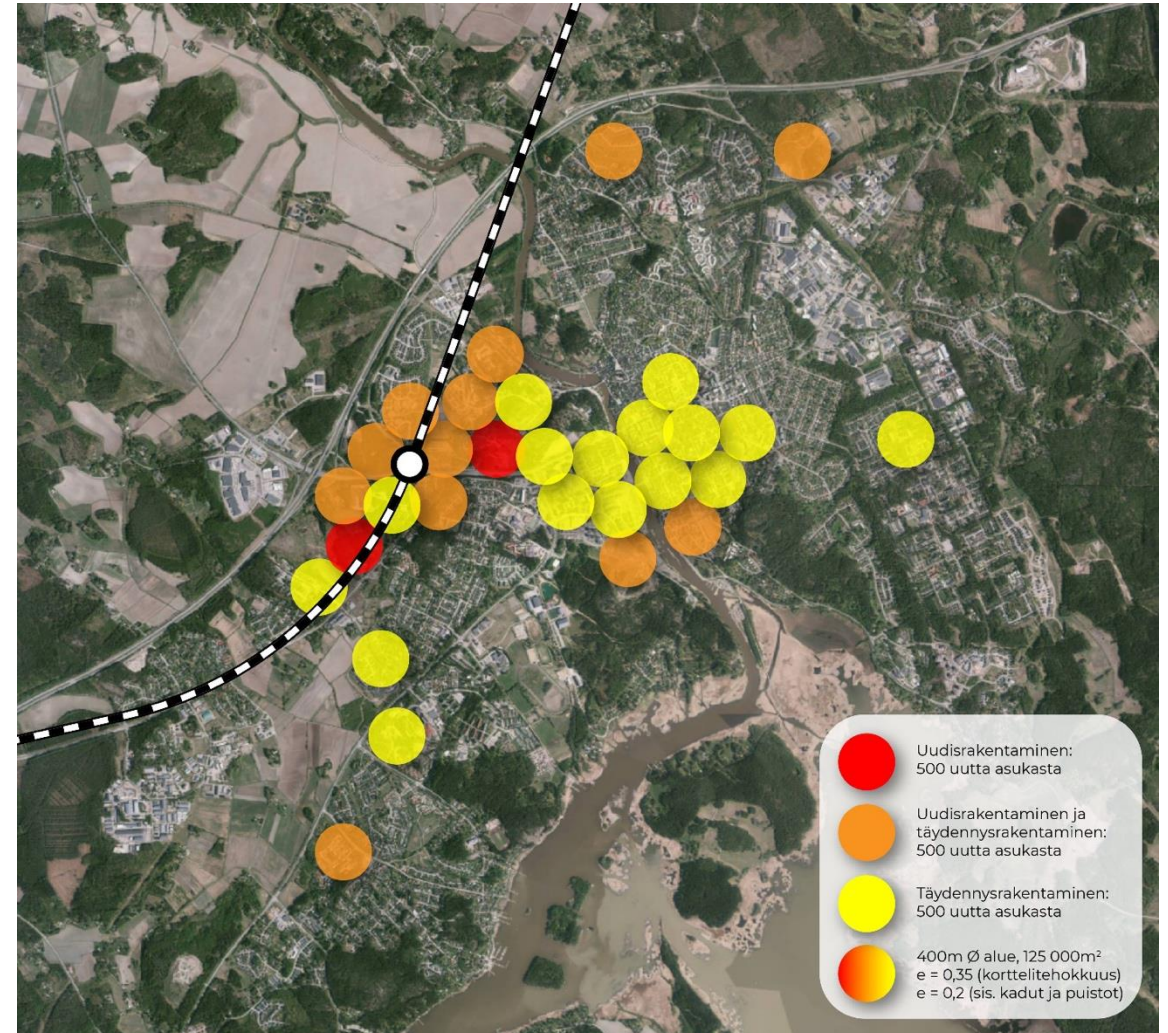 Uudisrakentaminen:
500 uutta asukasta
Uudisrakentaminen ja
täydennysrakentaminen:
500 uutta asukasta
Täydennysrakentaminen:
500 uutta asukasta
400m Ø alue, 125 000m²
e = 0,35 (korttelitehokkuus)
e = 0,2 (sis. kadut ja puistot)